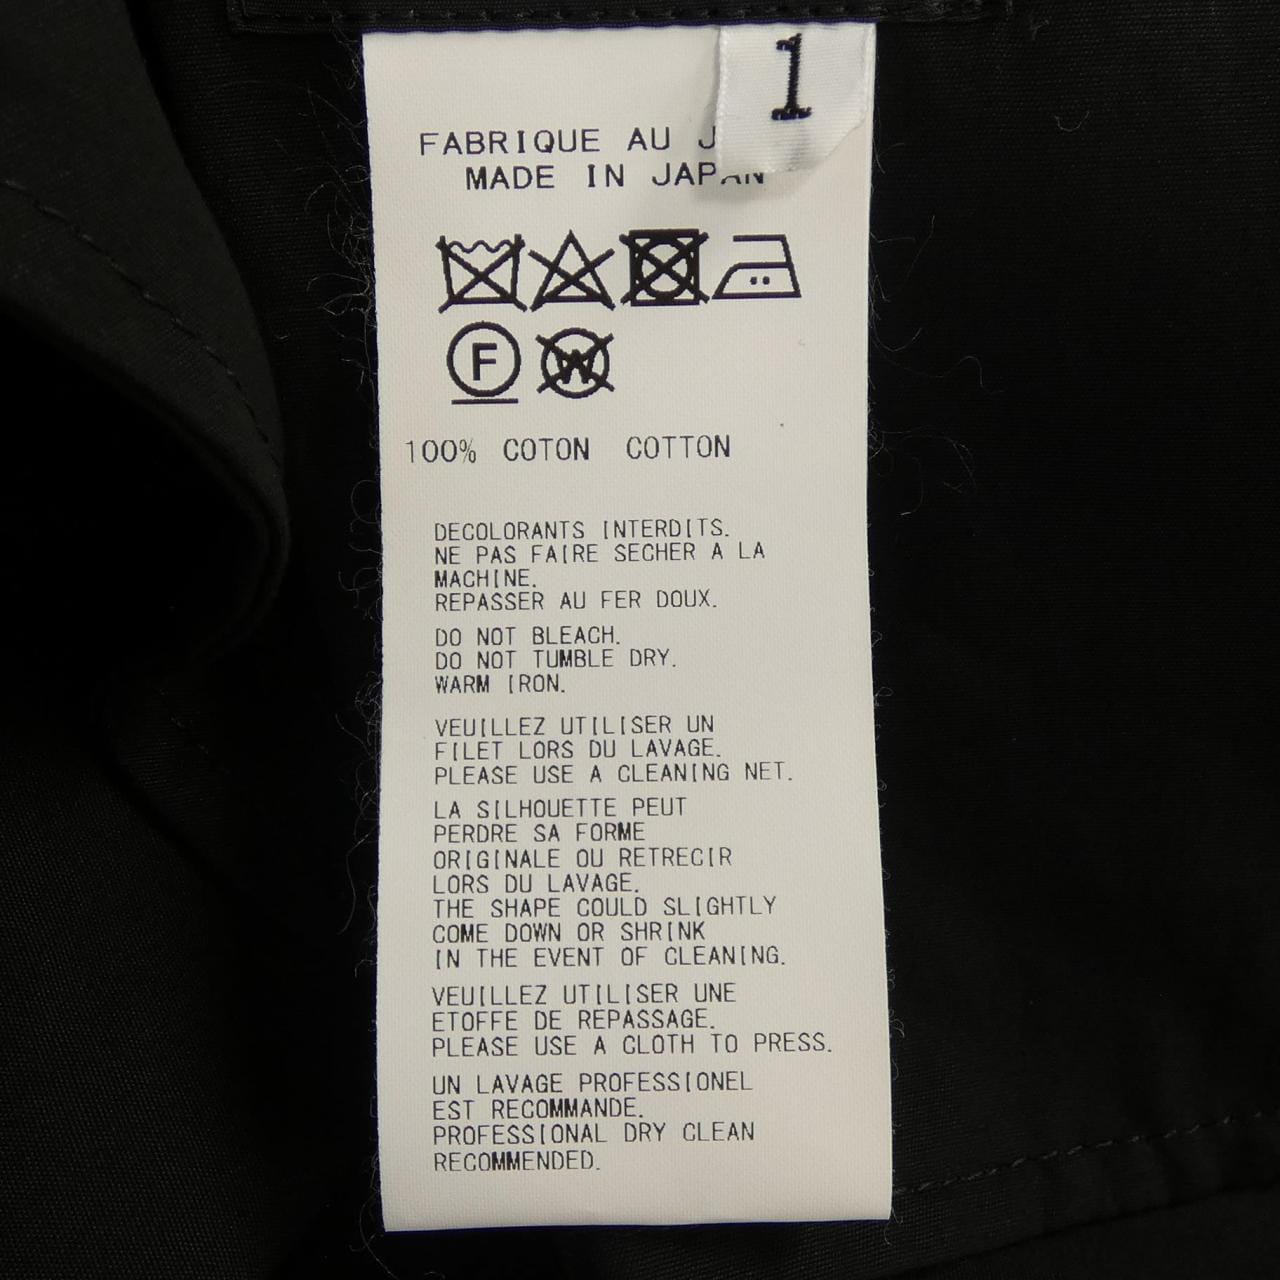 1
FABRIQUE AU
MADE IN JAPAN
F
W
100% COTON COTTON
DECOLORANTS INTERDITS.
NE PAS FAIRE SECHER A LA
MACHINE.
REPASSER AU FER DOUX.
DO NOT BLEACH.
DO NOT TUMBLE DRY.
WARM IRON.
VEUILLEZ UTILISER UN
FILET LORS DU LAVAGE.
PLEASE USE A CLEANING NET.
LA SILHOUETTE PEUT
PERDRE SA FORME
ORIGINALE OU RETRECIR
LORS DU LAVAGE.
THE SHAPE COULD SLIGHTLY
COME DOWN OR SHRINK
IN THE EVENT OF CLEANING.
VEUILLEZ UTILISER UNE
ETOFFE DE REPASSAGE.
PLEASE USE A CLOTH TO PRESS.
UN LAVAGE PROFESSIONEL
EST RECOMMANDE.
PROFESSIONAL DRY CLEAN
RECOMMENDED.